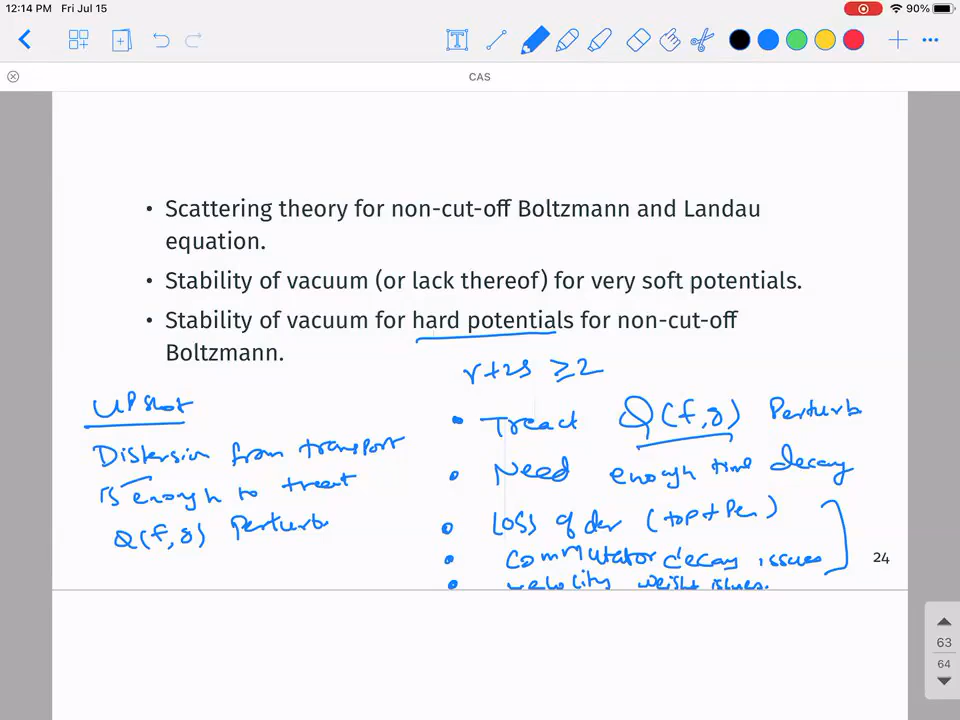 12:14 PM Fri Jul 15
90%
CAS
• Scattering theory for non-cut-off Boltzmann and Landau
equation.
• Stability of vacuum (or lack thereof) for very soft potentials.
• Stability of vacuum for hard potentials for non-cut-off
Boltzmann.
γ+2s ≥2
UPshot
Dispersion from transport
is enough to treat
Q(f,g) perturb
• Treat Q(f,g) Perturb
• Need enough time decay
• Loss of der (top + Pen)
• Commutator decay issues
• velocity weight issues.
24
63
64